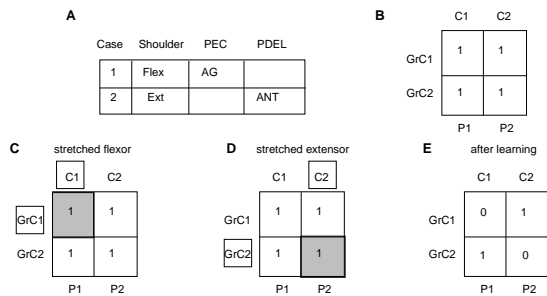 A
Case Shoulder PEC PDEL
1 Flex AG
2 Ext ANT
B
C1 C2
GrC1 1 1
GrC2 1 1
P1 P2
C stretched flexor
C1 C2
GrC1 1 1
GrC2 1 1
P1 P2
D stretched extensor
C1 C2
GrC1 1 1
GrC2 1 1
P1 P2
E after learning
C1 C2
GrC1 0 1
GrC2 1 0
P1 P2